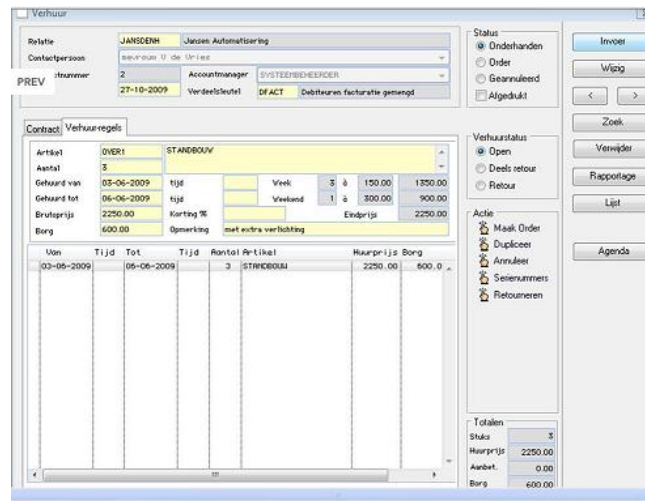 Verhuur
Relatie JANSDENH Jansen Automatisering
Contactpersoon mevrouw U de Vries
PREV
tnummer 2 Accountmanager SYSTEEMBEHEERDER
27-10-2009 Verdeelsleutel DFACT Debiteuren facturatie gemengd
Status
Onderhanden
Order
Geannuleerd
Afgedrukt
Contract Verhuur-regels
Artikel OVER1 STANDBOUW
Aantal 3
Gehuurd van 03-06-2009 tijd Week 3 à 150.00 1350.00
Gehuurd tot 06-06-2009 tijd Weekend 1 à 300.00 900.00
Brutoprijs 2250.00 Korting % Eindprijs 2250.00
Borg 600.00 Opmerking met extra verlichting
Van Tijd Tot Tijd Aantal Artikel Huurprijs Borg
03-06-2009 06-06-2009 3 STANDBOUW 2250.00 600.0
Verhuurstatus
Open
Deels retour
Retour
Actie
Maak Order
Dupliceer
Annuleer
Serienummers
Retourneren
Totalen
Stuks 3
Huurprijs 2250.00
Aanbet. 0.00
Borg 600.00
Invoer
Wijzig
< >
Zoek
Verwijder
Rapportage
Lijst
Agenda